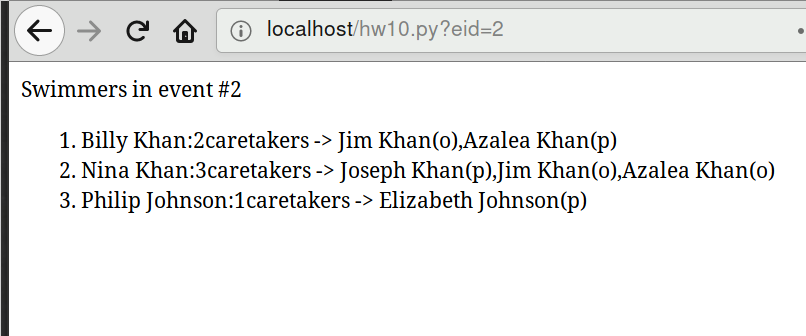 localhost/hw10.py?eid=2
Swimmers in event #2
1. Billy Khan:2caretakers -> Jim Khan(o),Azalea Khan(p)
2. Nina Khan:3caretakers -> Joseph Khan(p),Jim Khan(o),Azalea Khan(o)
3. Philip Johnson:1caretakers -> Elizabeth Johnson(p)